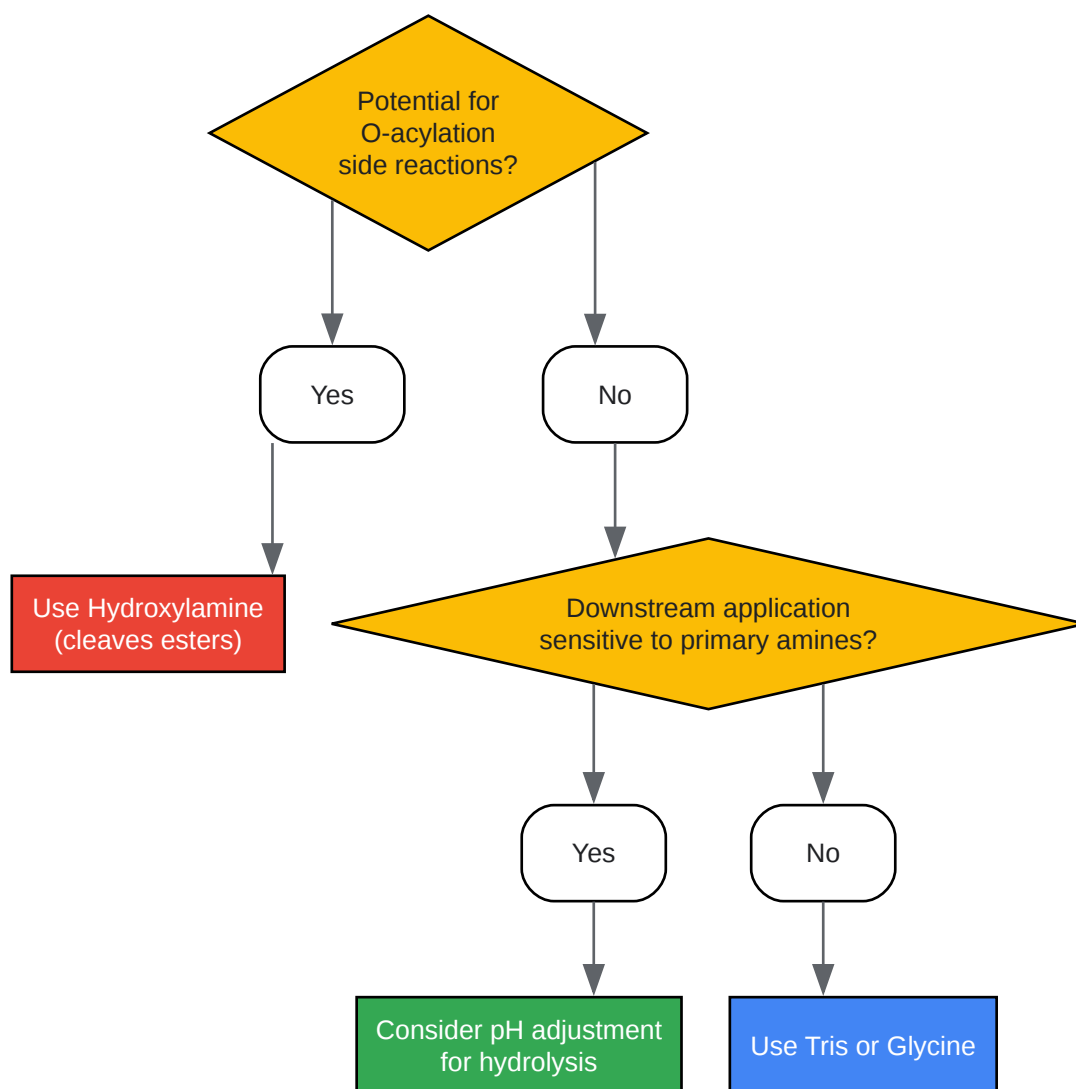 Potential for
O-acylation
side reactions?
Yes
No
Use Hydroxylamine
(cleaves esters)
Downstream application
sensitive to primary amines?
Yes
No
Consider pH adjustment
for hydrolysis
Use Tris or Glycine